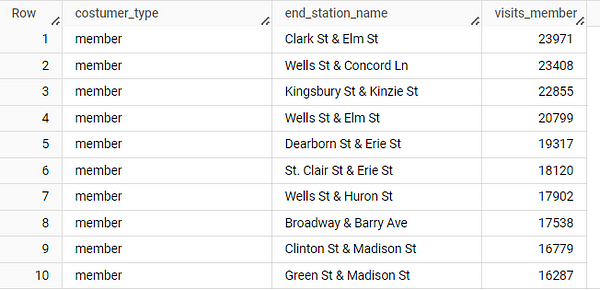 Row costumer_type end_station_name visits_member
1 member Clark St & Elm St 23971
2 member Wells St & Concord Ln 23408
3 member Kingsbury St & Kinzie St 22855
4 member Wells St & Elm St 20799
5 member Dearborn St & Erie St 19317
6 member St. Clair St & Erie St 18120
7 member Wells St & Huron St 17902
8 member Broadway & Barry Ave 17538
9 member Clinton St & Madison St 16779
10 member Green St & Madison St 16287